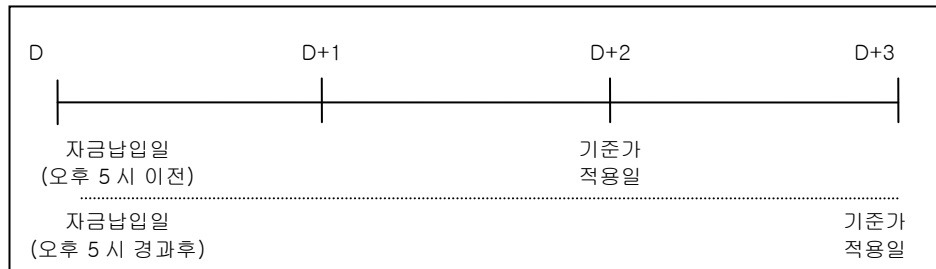 D D+1 D+2 D+3
자금납입일 기준가
(오후 5시 이전) 적용일
자금납입일 기준가
(오후 5시 경과후) 적용일